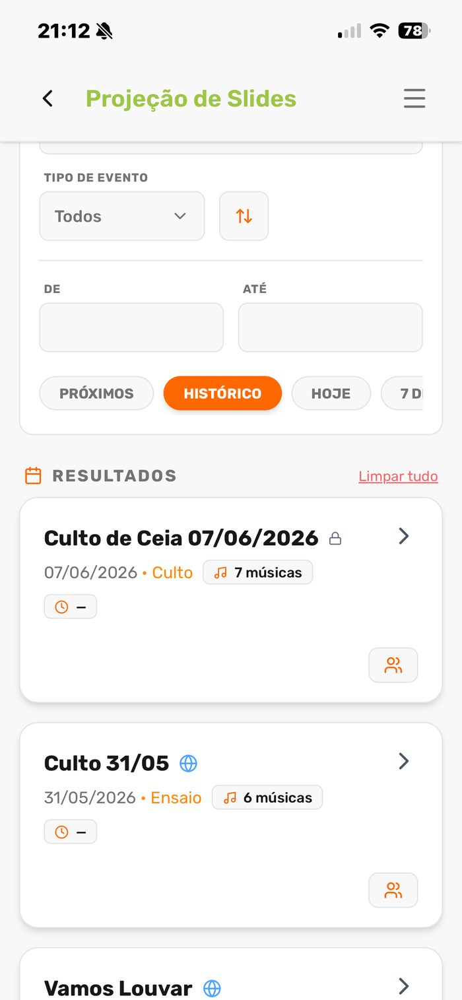 21:12
78
Projeção de Slides
TIPO DE EVENTO
Todos
DE ATÉ
PRÓXIMOS HISTÓRICO HOJE 7 D
RESULTADOS Limpar tudo
Culto de Ceia 07/06/2026
07/06/2026 • Culto 7 músicas
–
Culto 31/05
31/05/2026 • Ensaio 6 músicas
–
Vamos Louvar